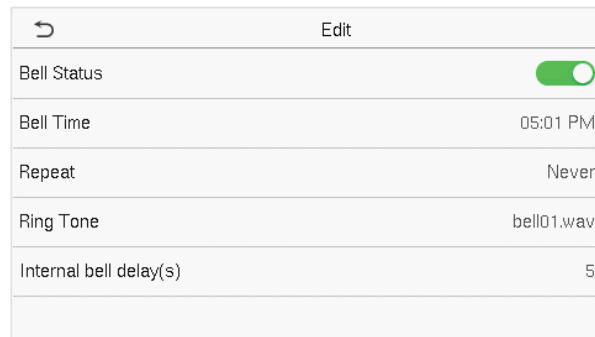 Edit
Bell Status
Bell Time 05:01 PM
Repeat Never
Ring Tone bell01.wav
Internal bell delay(s) 5